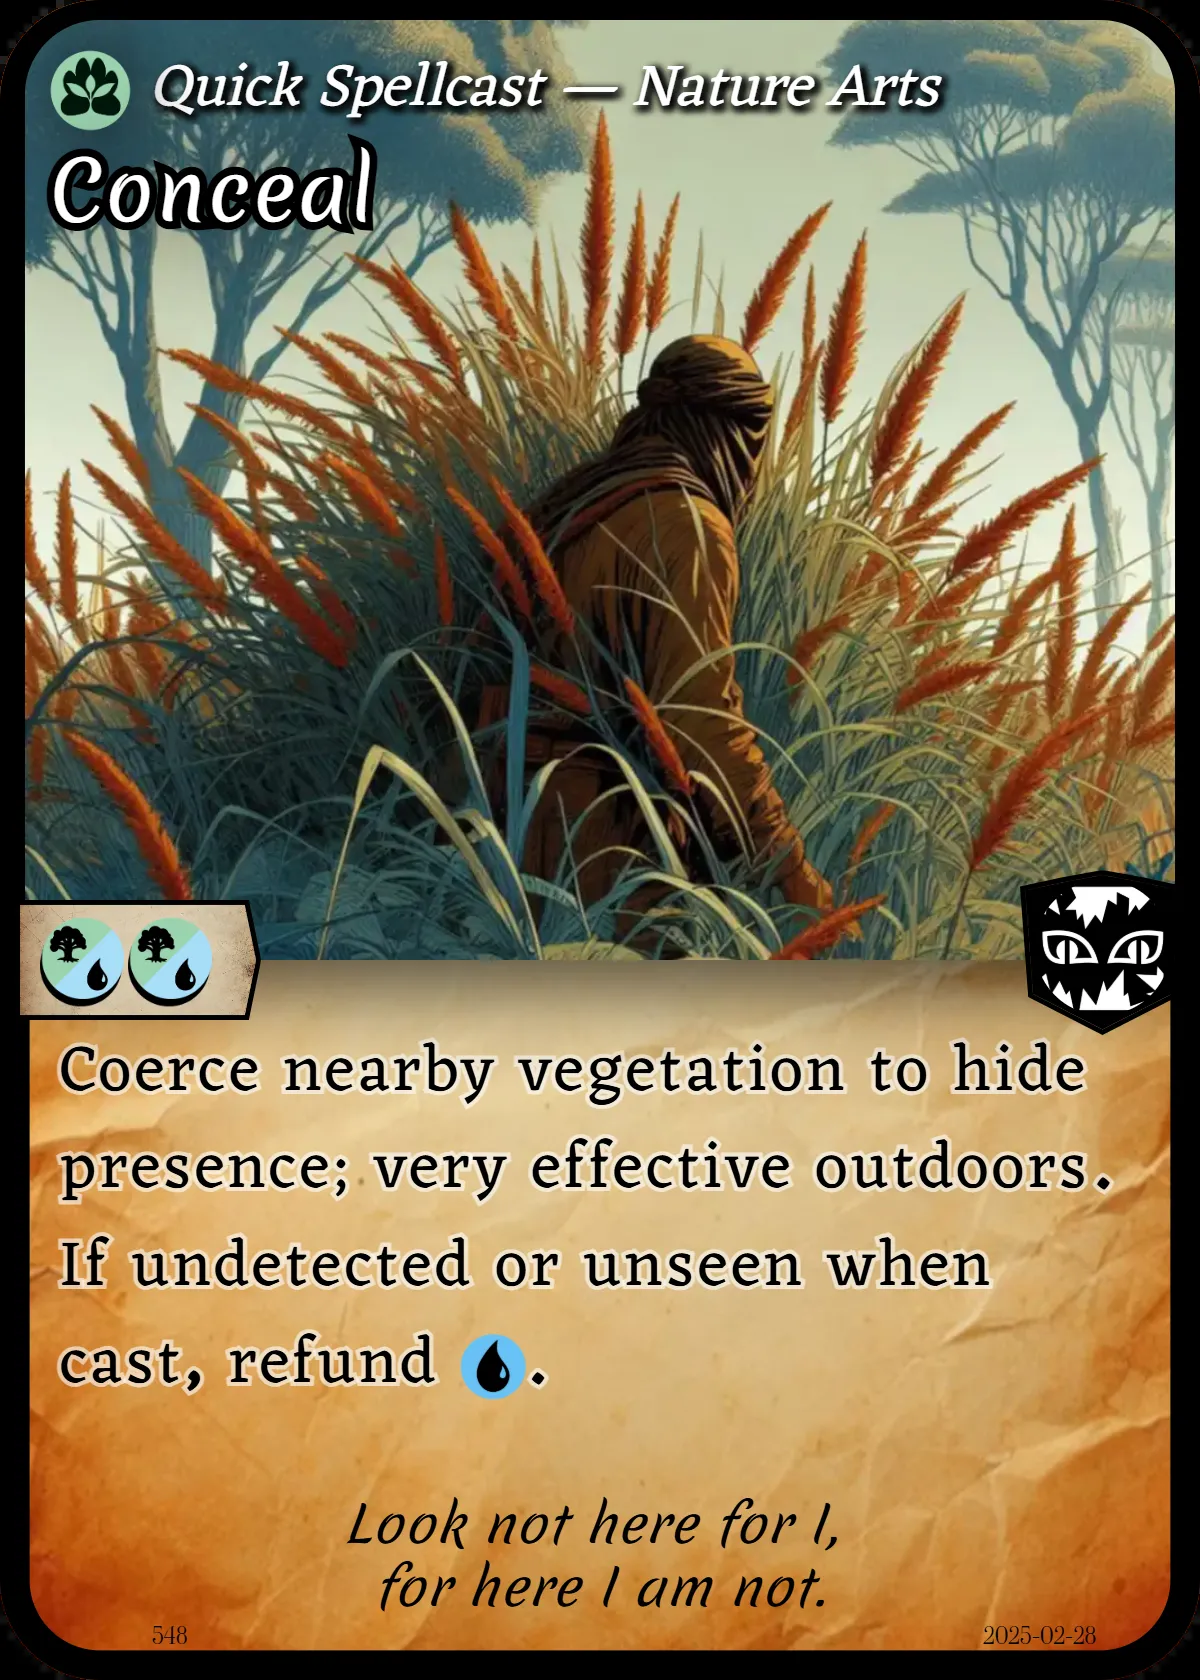 Quick Spellcast — Nature Arts
Conceal
Coerce nearby vegetation to hide
presence; very effective outdoors.
If undetected or unseen when
cast, refund .
Look not here for I,
for here I am not.
548
2025-02-28